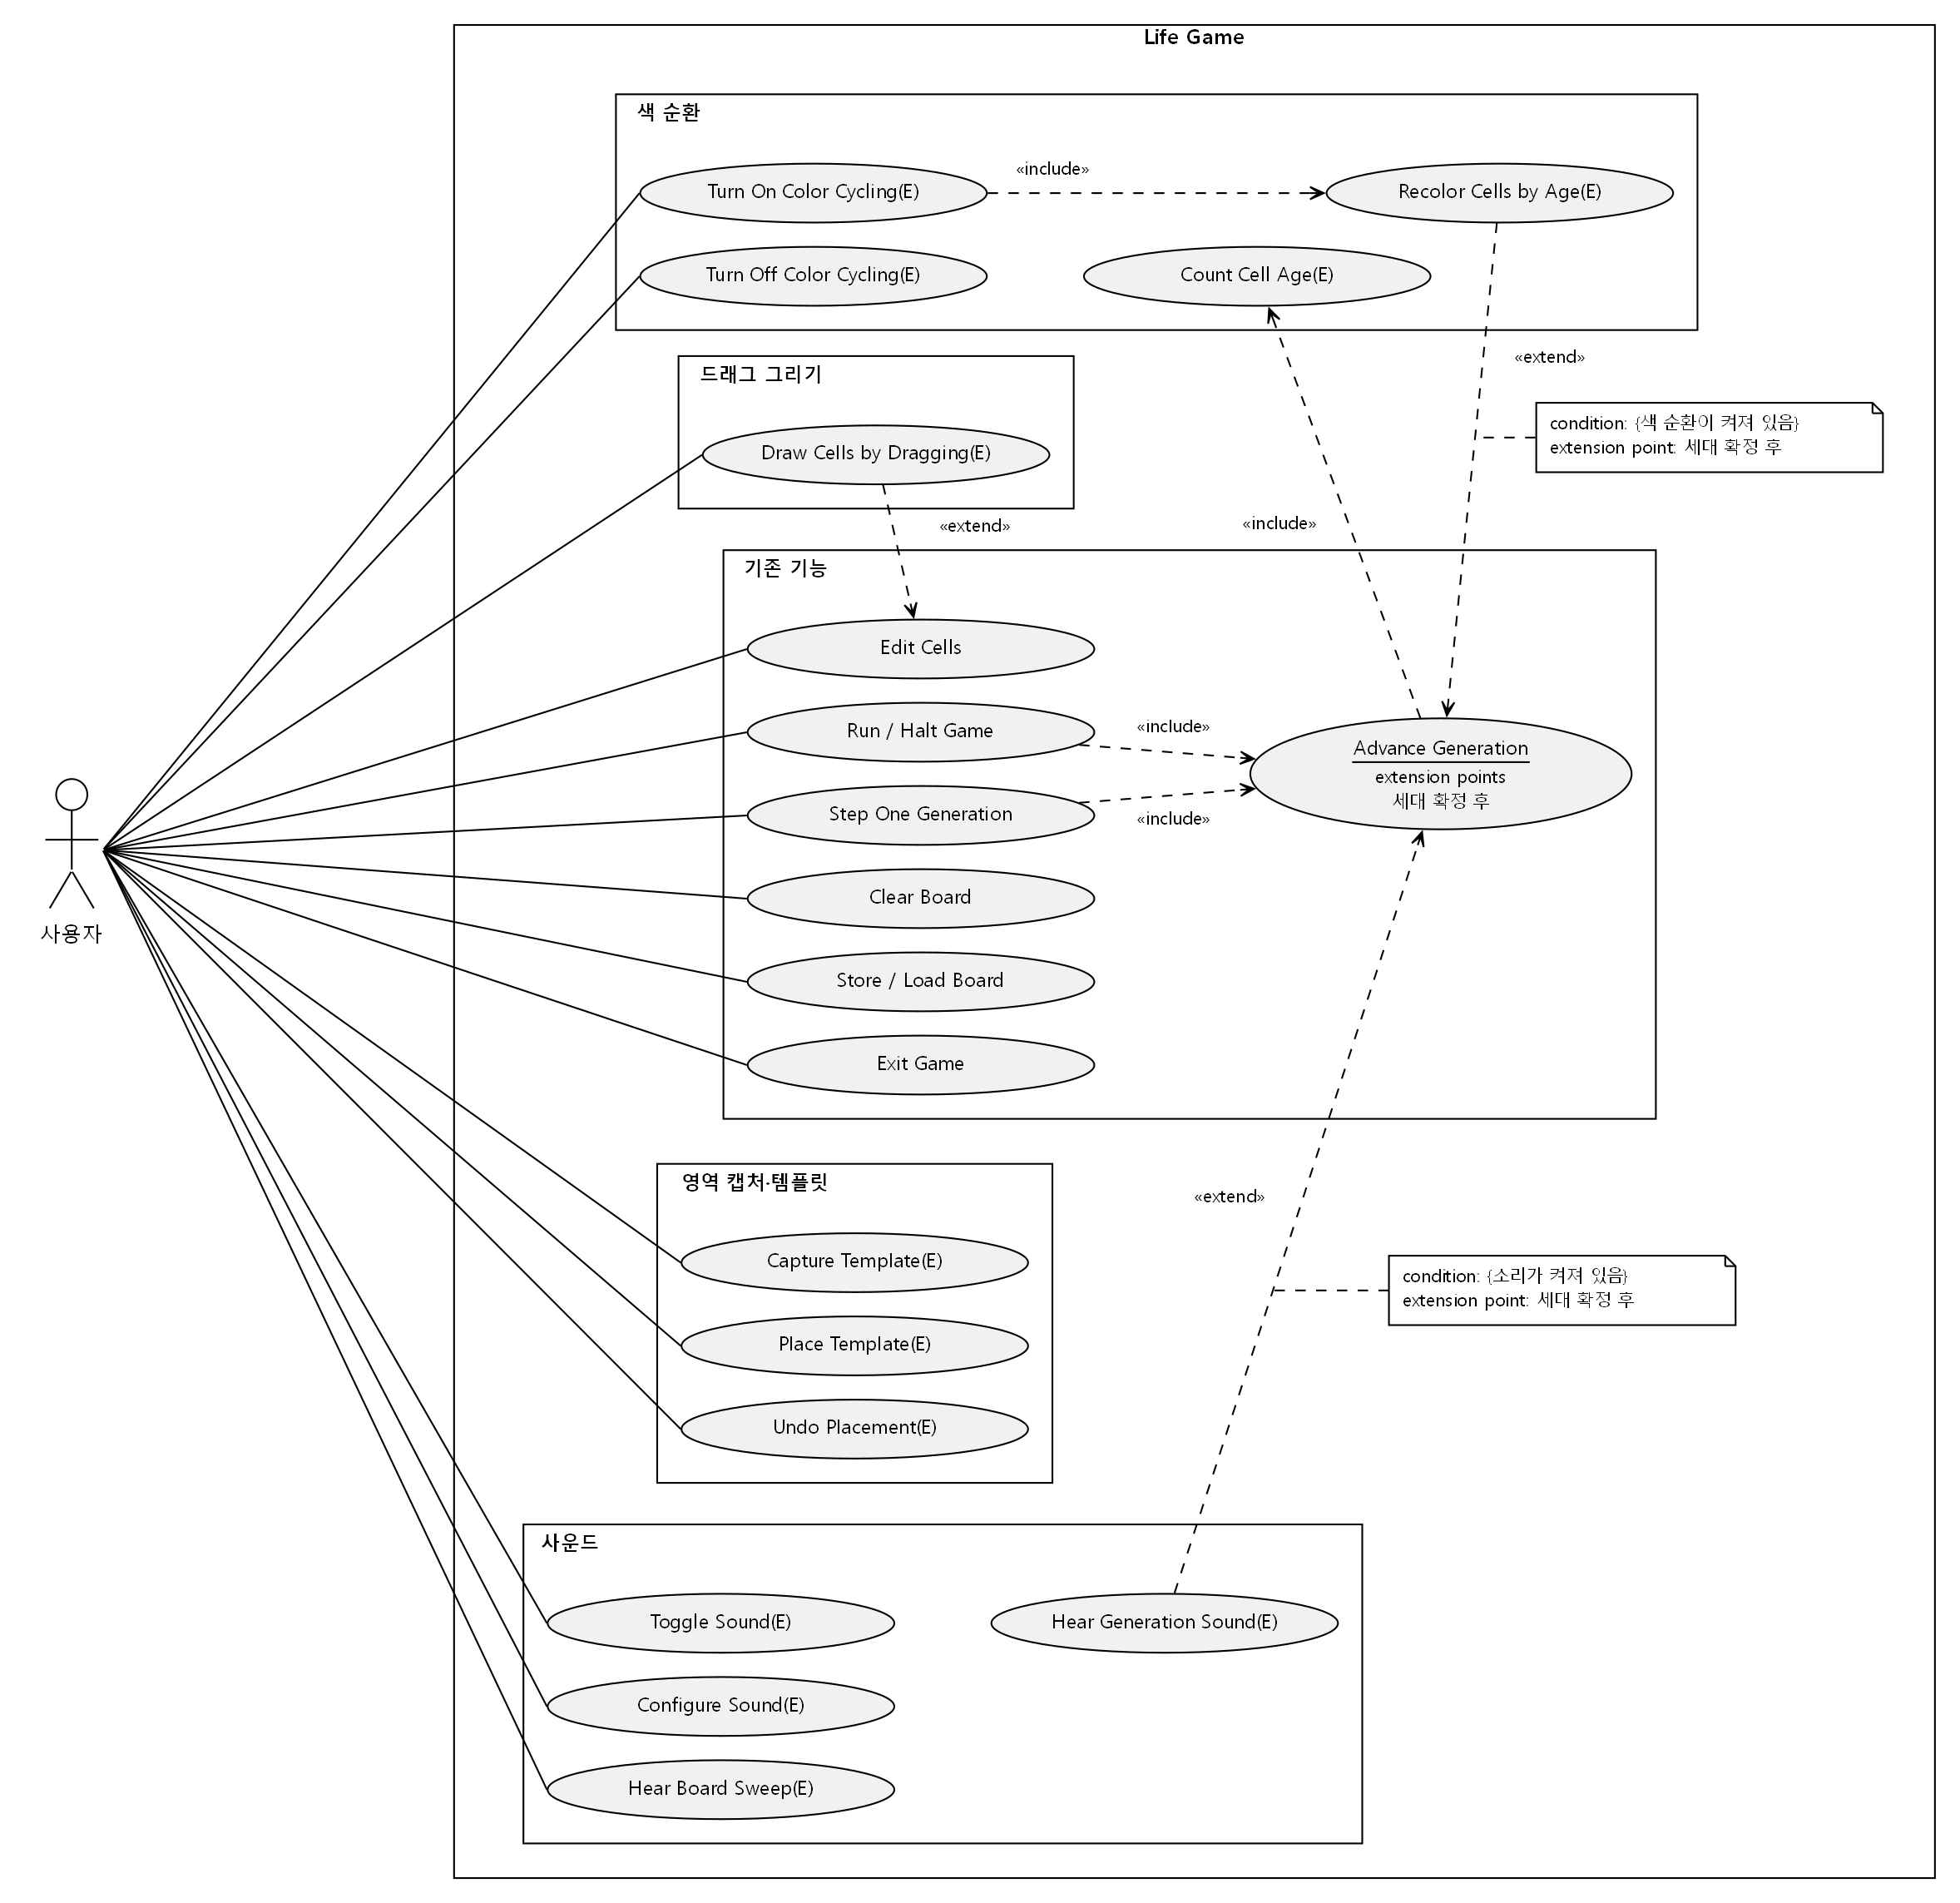 Life Game
색 순환
«include»
Turn On Color Cycling(E)
Recolor Cells by Age(E)
Turn Off Color Cycling(E)
Count Cell Age(E)
«extend»
드래그 그리기
condition: {색 순환이 켜져 있음}
extension point: 세대 확정 후
Draw Cells by Dragging(E)
«extend»
«include»
기존 기능
Edit Cells
Run / Halt Game
«include»
Advance Generation
extension points
세대 확정 후
Step One Generation
«include»
Clear Board
사용자
Store / Load Board
Exit Game
영역 캡처·템플릿
«extend»
Capture Template(E)
condition: {소리가 켜져 있음}
extension point: 세대 확정 후
Place Template(E)
Undo Placement(E)
사운드
Toggle Sound(E)
Hear Generation Sound(E)
Configure Sound(E)
Hear Board Sweep(E)